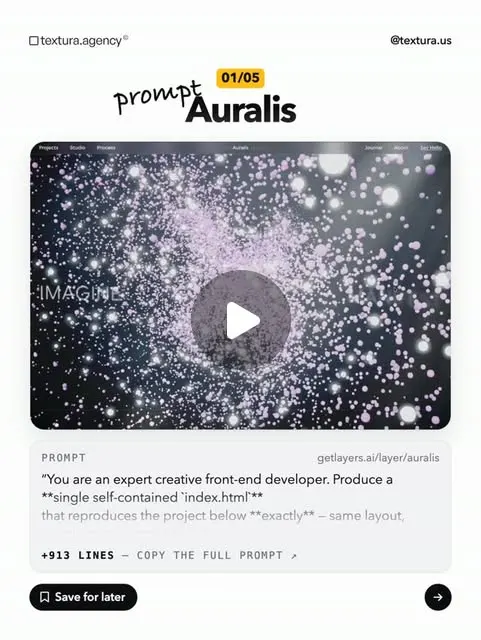 textura.agency©
@textura.us
01/05
prompt
Auralis
Projects Studio Process Auralis Journal About Say Hello
IMAGINE
PROMPT
getlayers.ai/layer/auralis
"You are an expert creative front-end developer. Produce a
**single self-contained `index.html`**
that reproduces the project below **exactly** — same layout,
+913 LINES — COPY THE FULL PROMPT ↗
Save for later